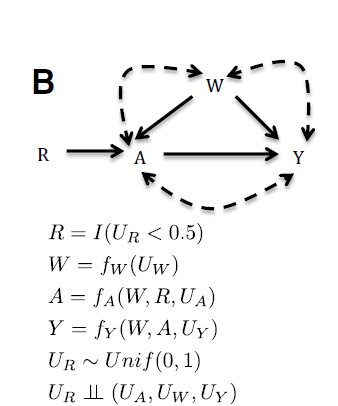 B
W
R
A
Y
R = I(U_R < 0.5)
W = f_W(U_W)
A = f_A(W, R, U_A)
Y = f_Y(W, A, U_Y)
U_R ∼ Unif(0, 1)
U_R ⊥⊥ (U_A, U_W, U_Y)